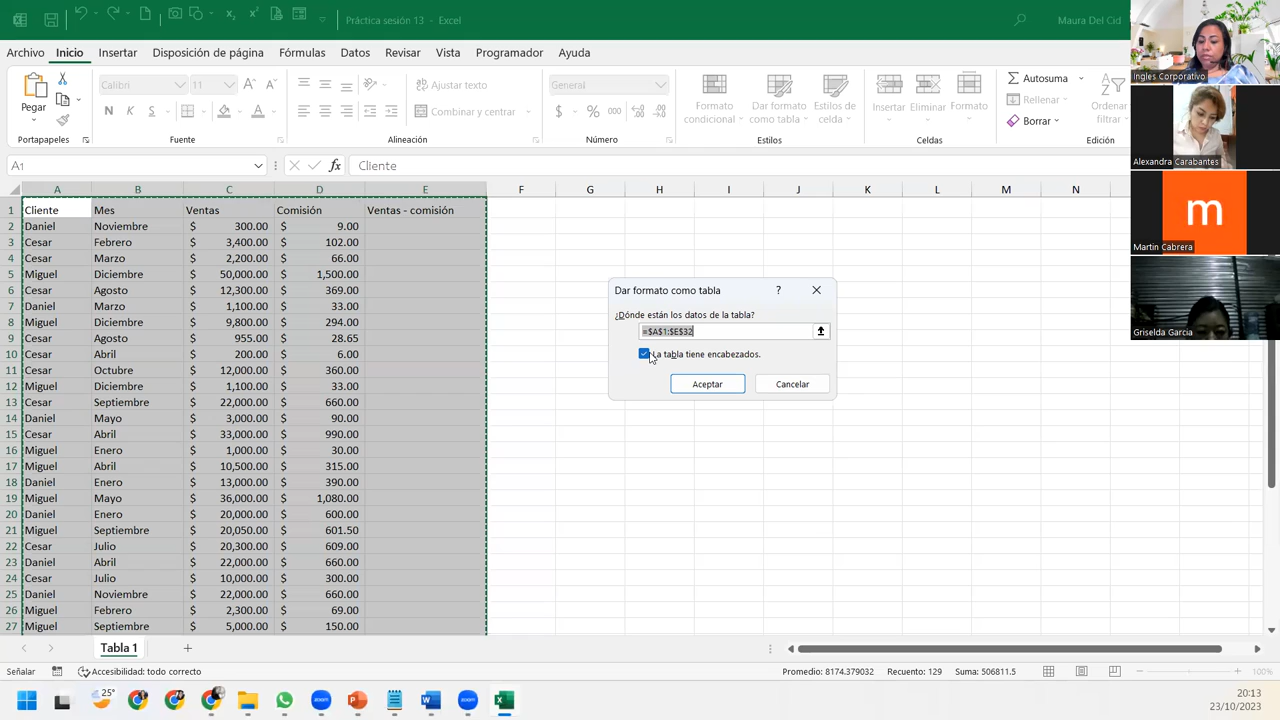 Práctica sesión 13 - Excel
Maura Del Cid
Archivo Inicio Insertar Disposición de página Fórmulas Datos Revisar Vista Programador Ayuda
Pegar
Calibri 11
Ajustar texto
General
Autosuma
N K S
Combinar y centrar
$ % 000
Rellenar
Borrar
Formato condicional
Dar formato como tabla
Estilos de celdas
Insertar Eliminar Formato
Ordenar filtrar
Portapapeles Fuente Alineación Número Estilos Celdas Edición
A1 fx Cliente
A B C D E F G H I J K L M N
1 Cliente Mes Ventas Comisión Ventas - comisión
2 Daniel Noviembre $ 300.00 $ 9.00
3 Cesar Febrero $ 3,400.00 $ 102.00
4 Cesar Marzo $ 2,200.00 $ 66.00
5 Miguel Diciembre $ 50,000.00 $ 1,500.00
6 Cesar Agosto $ 12,300.00 $ 369.00
7 Daniel Marzo $ 1,100.00 $ 33.00
8 Miguel Diciembre $ 9,800.00 $ 294.00
9 Cesar Agosto $ 955.00 $ 28.65
10 Cesar Abril $ 200.00 $ 6.00
11 Cesar Octubre $ 12,000.00 $ 360.00
12 Miguel Diciembre $ 1,100.00 $ 33.00
13 Cesar Septiembre $ 22,000.00 $ 660.00
14 Daniel Mayo $ 3,000.00 $ 90.00
15 Cesar Abril $ 33,000.00 $ 990.00
16 Miguel Enero $ 1,000.00 $ 30.00
17 Miguel Abril $ 10,500.00 $ 315.00
18 Daniel Enero $ 13,000.00 $ 390.00
19 Miguel Mayo $ 36,000.00 $ 1,080.00
20 Daniel Enero $ 20,000.00 $ 600.00
21 Miguel Septiembre $ 20,050.00 $ 601.50
22 Cesar Julio $ 20,300.00 $ 609.00
23 Daniel Abril $ 22,000.00 $ 660.00
24 Cesar Julio $ 10,000.00 $ 300.00
25 Daniel Noviembre $ 22,000.00 $ 660.00
26 Miguel Febrero $ 2,300.00 $ 69.00
27 Miguel Septiembre $ 5,000.00 $ 150.00
Dar formato como tabla ?
¿Dónde están los datos de la tabla?
=$A$1:$E$32
La tabla tiene encabezados.
Aceptar Cancelar
Ingles Corporativo
Alexandra Carabantes
m
Martin Cabrera
Griselda Garcia
Tabla 1
Señalar Accesibilidad: todo correcto Promedio: 8174.379032 Recuento: 129 Suma: 506811.5 100%
25°
zoom
zoom
20:13
23/10/2023